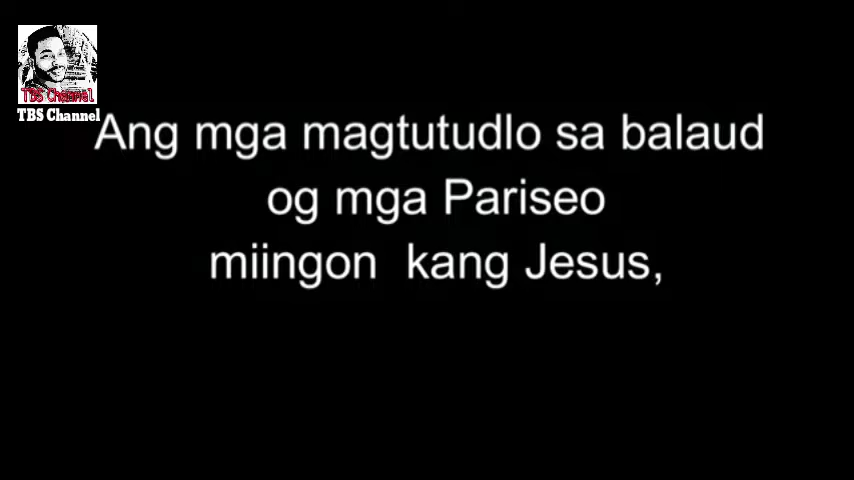 TBS Channel
TBS Channel
Ang mga magtutudlo sa balaud
og mga Pariseo
miingon kang Jesus,